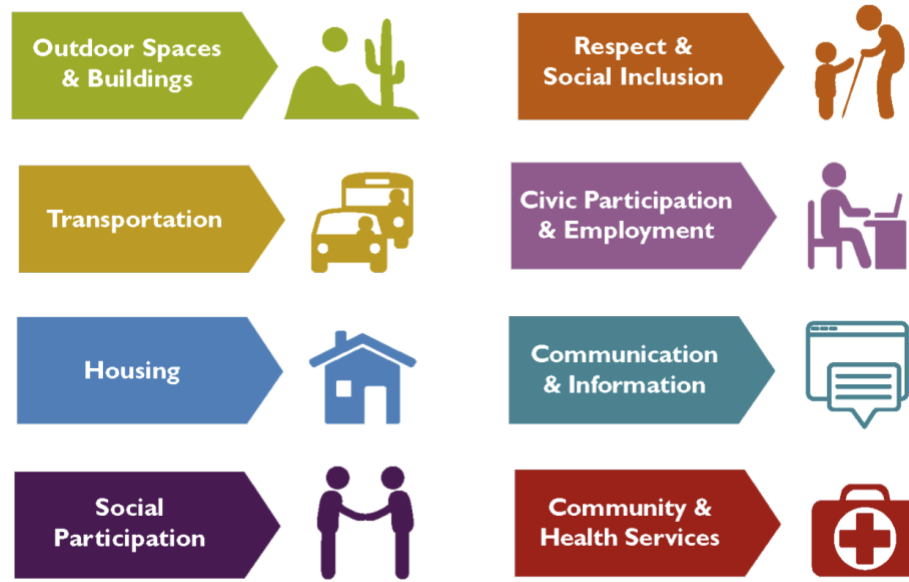 Outdoor Spaces
& Buildings
Transportation
Housing
Social
Participation
Respect &
Social Inclusion
Civic Participation
& Employment
Communication
& Information
Community &
Health Services